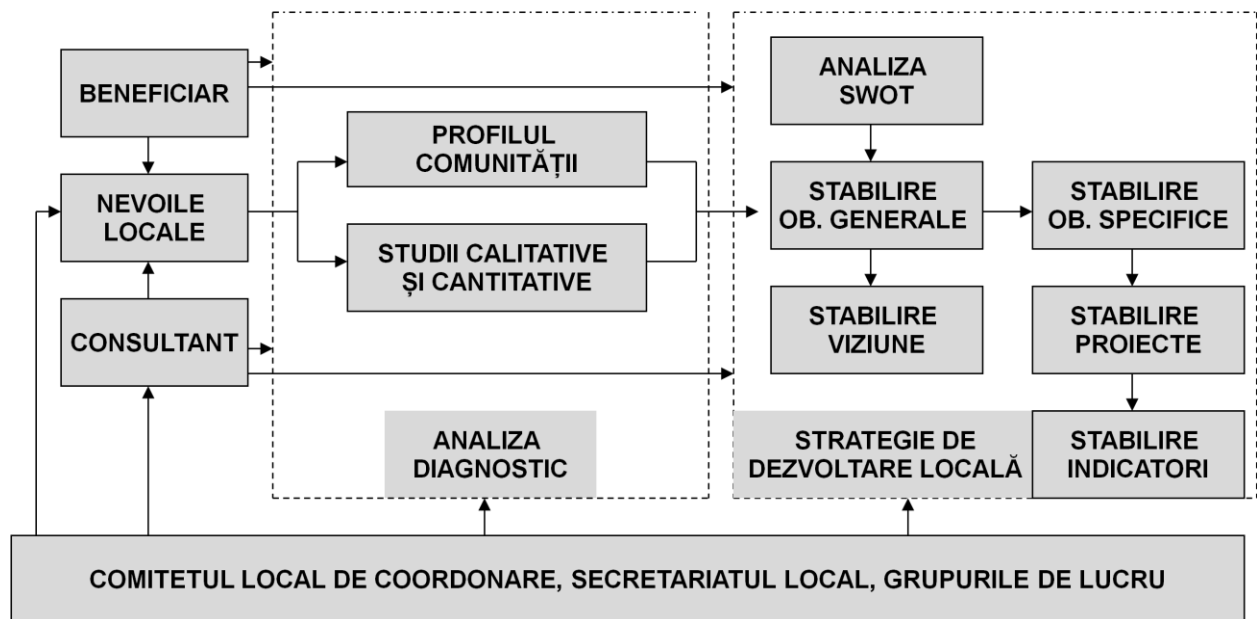 BENEFICIAR
NEVOILE
LOCALE
CONSULTANT
PROFILUL
COMUNITĂȚII
STUDII CALITATIVE
ȘI CANTITATIVE
ANALIZA
DIAGNOSTIC
ANALIZA
SWOT
STABILIRE
OB. GENERALE
STABILIRE
VIZIUNE
STABILIRE
OB. SPECIFICE
STABILIRE
PROIECTE
STABILIRE
INDICATORI
STRATEGIE DE
DEZVOLTARE LOCALĂ
COMITETUL LOCAL DE COORDONARE, SECRETARIATUL LOCAL, GRUPURILE DE LUCRU